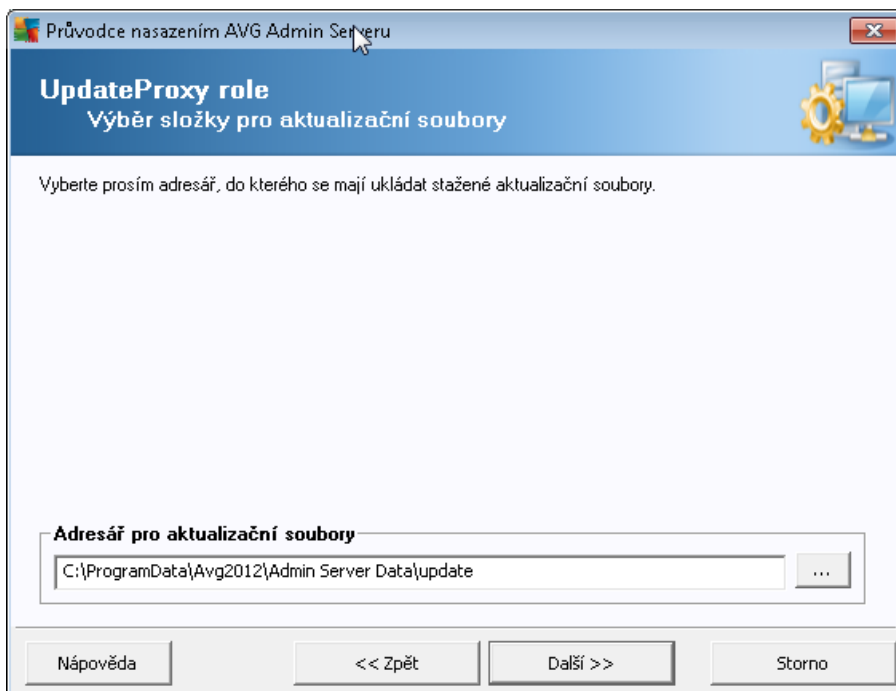 Průvodce nasazením AVG Admin Serveru
UpdateProxy role
Výběr složky pro aktualizační soubory
Vyberte prosím adresář, do kterého se mají ukládat stažené aktualizační soubory.
Adresář pro aktualizační soubory
C:\ProgramData\Avg2012\Admin Server Data\update
...
Nápověda
<< Zpět
Další >>
Storno